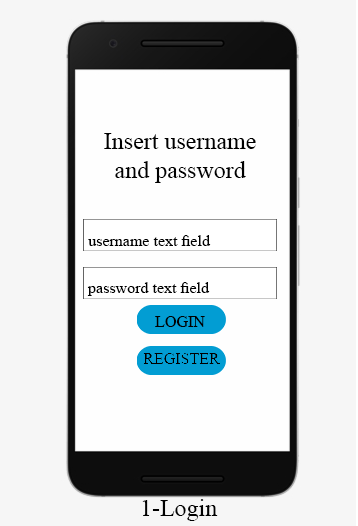 Insert username
and password
username text field
password text field
LOGIN
REGISTER
1-Login